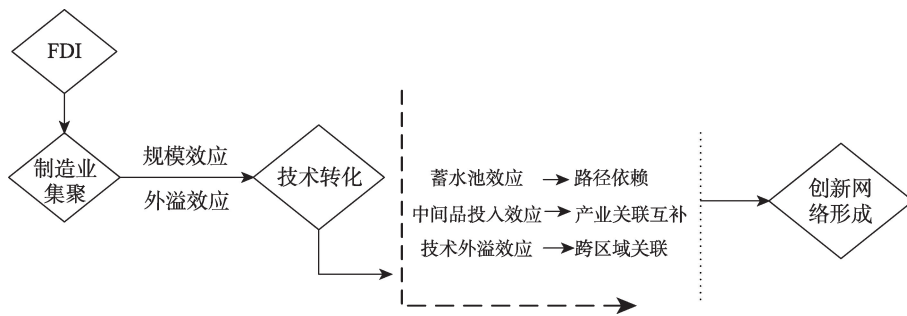 FDI
制造业
集聚
规模效应
外溢效应
技术转化
蓄水池效应
路径依赖
中间品投入效应
产业关联互补
技术外溢效应
跨区域关联
创新网
络形成